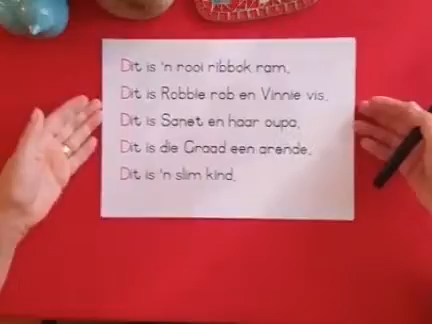 Dit is 'n rooi ribbok ram.
Dit is Robbie rob en Vinnie vis.
Dit is Sanet en haar oupa.
Dit is die Graad een arende.
Dit is 'n slim kind.